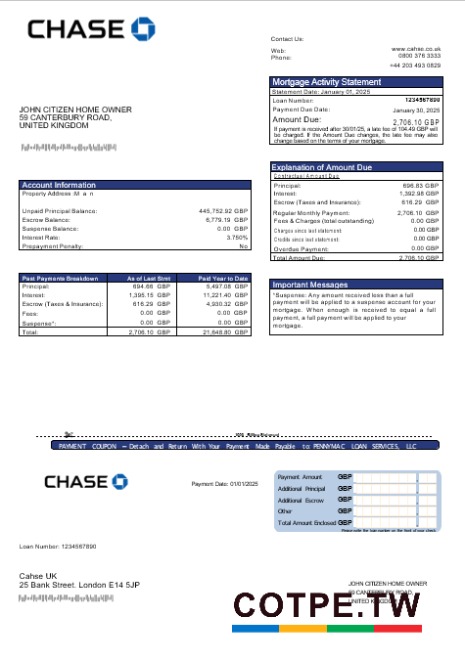 CHASE
Contact Us:
Web: www.cahse.co.uk
Phone: 0800 376 3333
+44 203 493 0829
Mortgage Activity Statement
Statement Date: January 01, 2025
Loan Number: 1234567890
Payment Due Date: January 30, 2025
Amount Due: 2,706.10 GBP
If payment is received after 30/01/25, a late fee of 104.49 GBP will
be charged. If the Amount Due Changes, the late fee may also
change based on the terms of your mortgage.
JOHN CITIZEN HOME OWNER
59 CANTERBURY ROAD,
UNITED KINGDOM
Explanation of Amount Due
Contractual Amount Due
Principal: 696.83 GBP
Interest: 1,392.98 GBP
Escrow (Taxes and Insurance): 616.29 GBP
Regular Monthly Payment: 2,706.10 GBP
Fees & Charges (total outstanding) 0.00 GBP
Charges since last statement: 0.00 GBP
Credits since last statement: 0.00 GBP
Overdue Payment: 0.00 GBP
Total Amount Due: 2,706.10 GBP
Account Information
Property Address M a n
Unpaid Principal Balance: 445,752.92 GBP
Escrow Balance: 6,779.19 GBP
Suspense Balance: 0.00 GBP
Interest Rate: 3.750%
Prepayment Penalty: No
Past Payments Breakdown As of Last Stmt Paid Year to Date
Principal: 694.66 GBP 5,497.08 GBP
Interest: 1,395.15 GBP 11,221.40 GBP
Escrow (Taxes & Insurance): 616.29 GBP 4,930.32 GBP
Fees: 0.00 GBP 0.00 GBP
Suspense*: 0.00 GBP 0.00 GBP
Total: 2,706.10 GBP 21,648.80 GBP
Important Messages
*Suspense: Any amount received less than a full
payment will be applied to a suspense account for your
mortgage. When enough is received to equal a full
payment, a full payment will be applied to your
mortgage.
PAYMENT COUPON – Detach and Return With Your Payment Made Payable to PENNYMAC LOAN SERVICES, LLC
CHASE
Payment Date: 01/01/2025
Payment Amount GBP
Additional Principal GBP
Additional Escrow GBP
Other GBP
Total Amount Enclosed GBP
Loan Number: 1234567890
Cahse UK
25 Bank Street. London E14 5JP
JOHN CITIZEN HOME OWNER
59 CANTERBURY ROAD,
UNITED KINGDOM
COTPE.TW